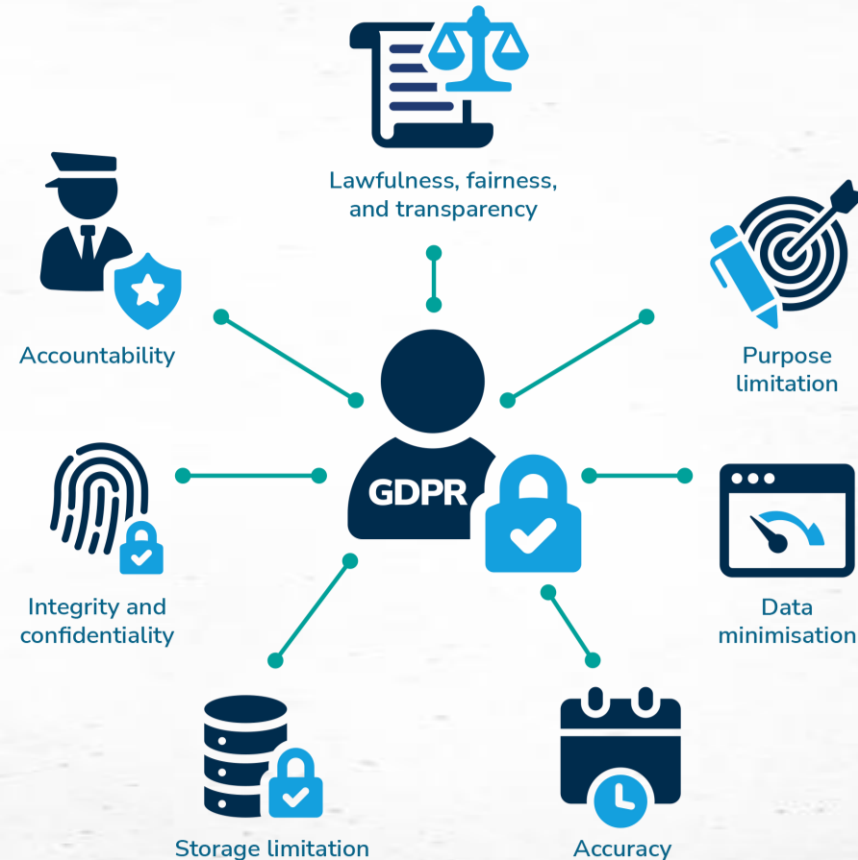 Lawfulness, fairness,
and transparency
Accountability
Purpose
limitation
GDPR
Integrity and
confidentiality
Data
minimisation
Storage limitation
Accuracy